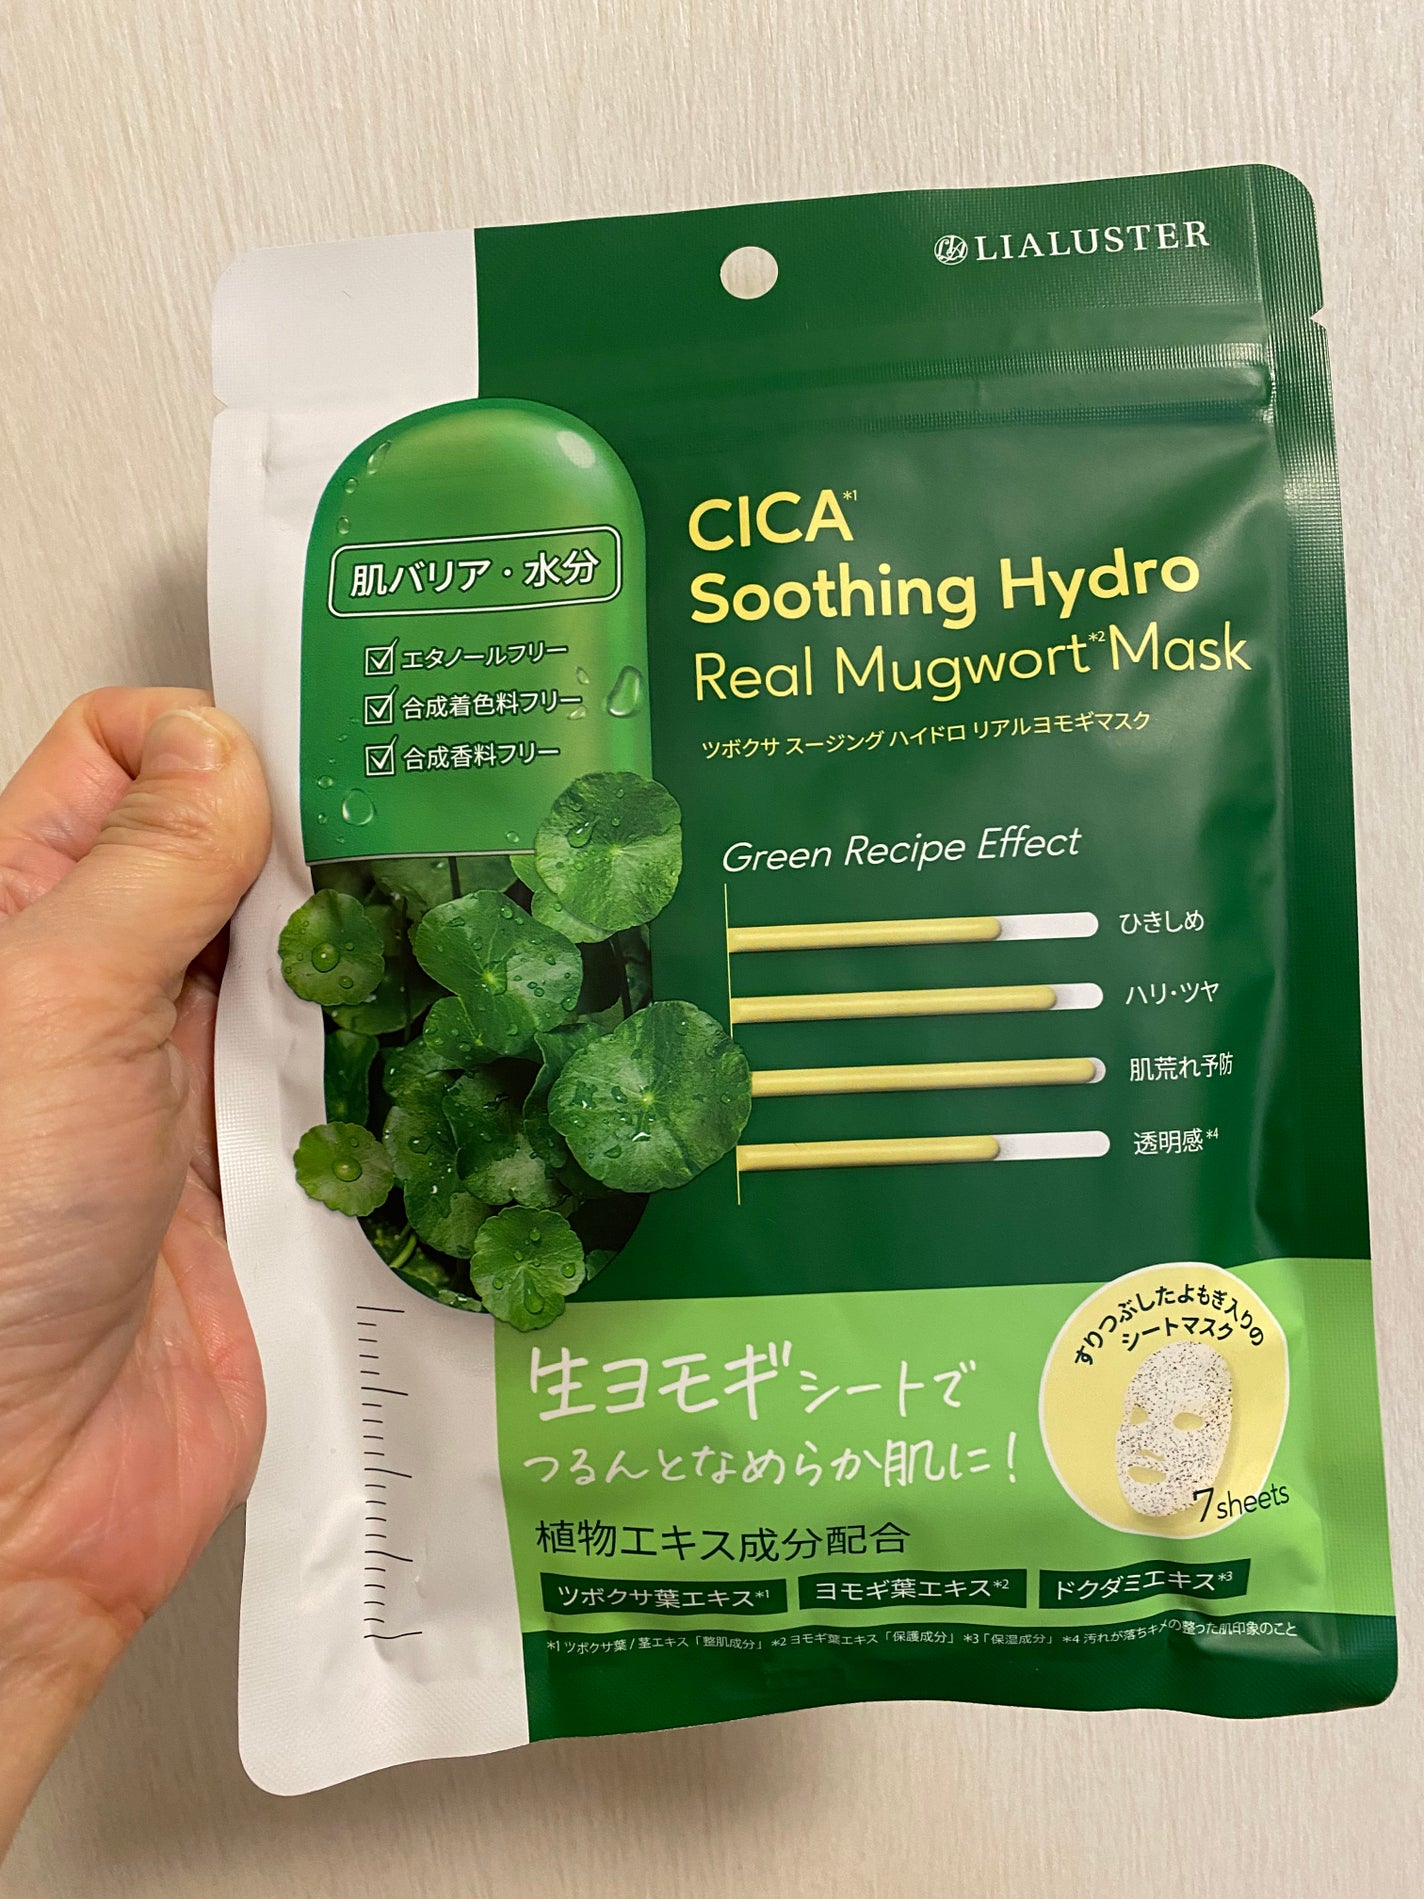 LIALUSTER
肌バリア・水分
エタノールフリー
合成着色料フリー
合成香料フリー
CICA*1
Soothing Hydro
Real Mugwort*2 Mask
ツボクサ スージング ハイドロ リアルヨモギマスク
Green Recipe Effect
ひきしめ
ハリ・ツヤ
肌荒れ予防
透明感*4
すりつぶしたよもぎ入りの
シートマスク
7sheets
生ヨモギシートで
つるんとなめらか肌に!
植物エキス成分配合
ツボクサ葉エキス*1 ヨモギ葉エキス*2 ドクダミエキス*3
*1 ツボクサ葉/茎エキス「整肌成分」 *2 ヨモギ葉エキス「保護成分」 *3「保湿成分」 *4 汚れが落ちキメの整った肌印象のこと